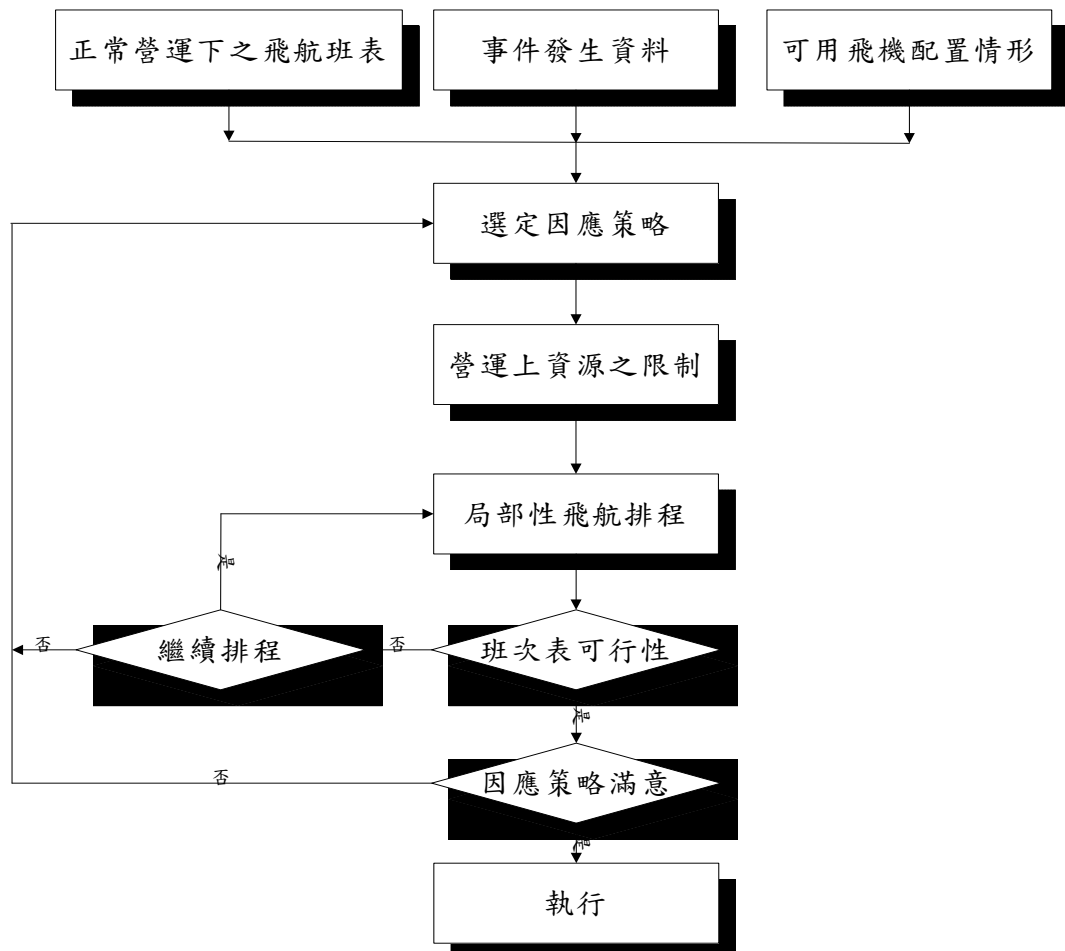 正常營運下之飛航班表
事件發生資料
可用飛機配置情形
選定因應策略
營運上資源之限制
局部性飛航排程
是
否
繼續排程
否
班次表可行性
是
否
因應策略滿意
是
執行